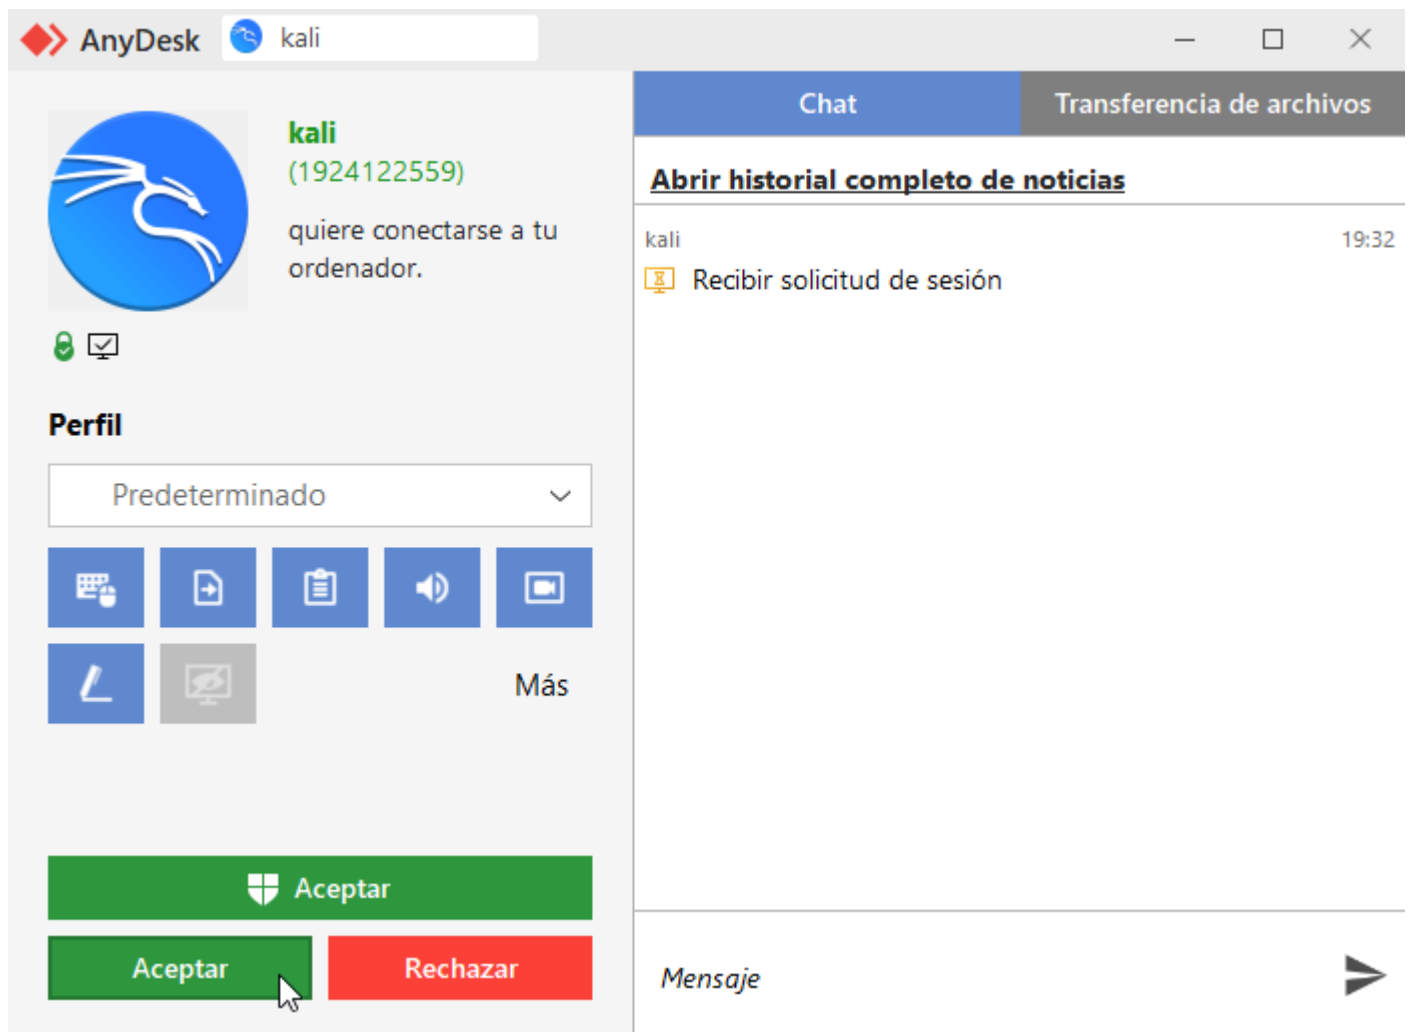 AnyDesk
kali
kali
(1924122559)
quiere conectarse a tu
ordenador.
Perfil
Predeterminado
Más
Aceptar
Aceptar
Rechazar
Chat
Transferencia de archivos
Abrir historial completo de noticias
kali
19:32
Recibir solicitud de sesión
Mensaje